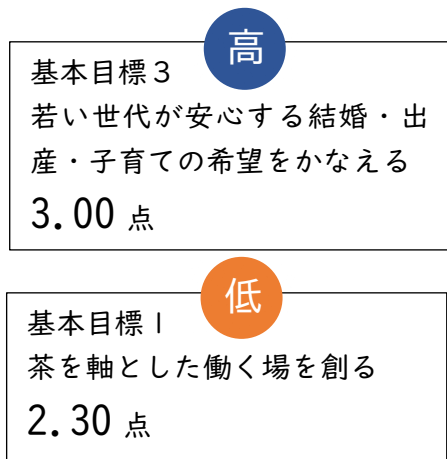 高
基本目標３
若い世代が安心する結婚・出
産・子育ての希望をかなえる
3.00 点
低
基本目標１
茶を軸とした働く場を創る
2.30 点